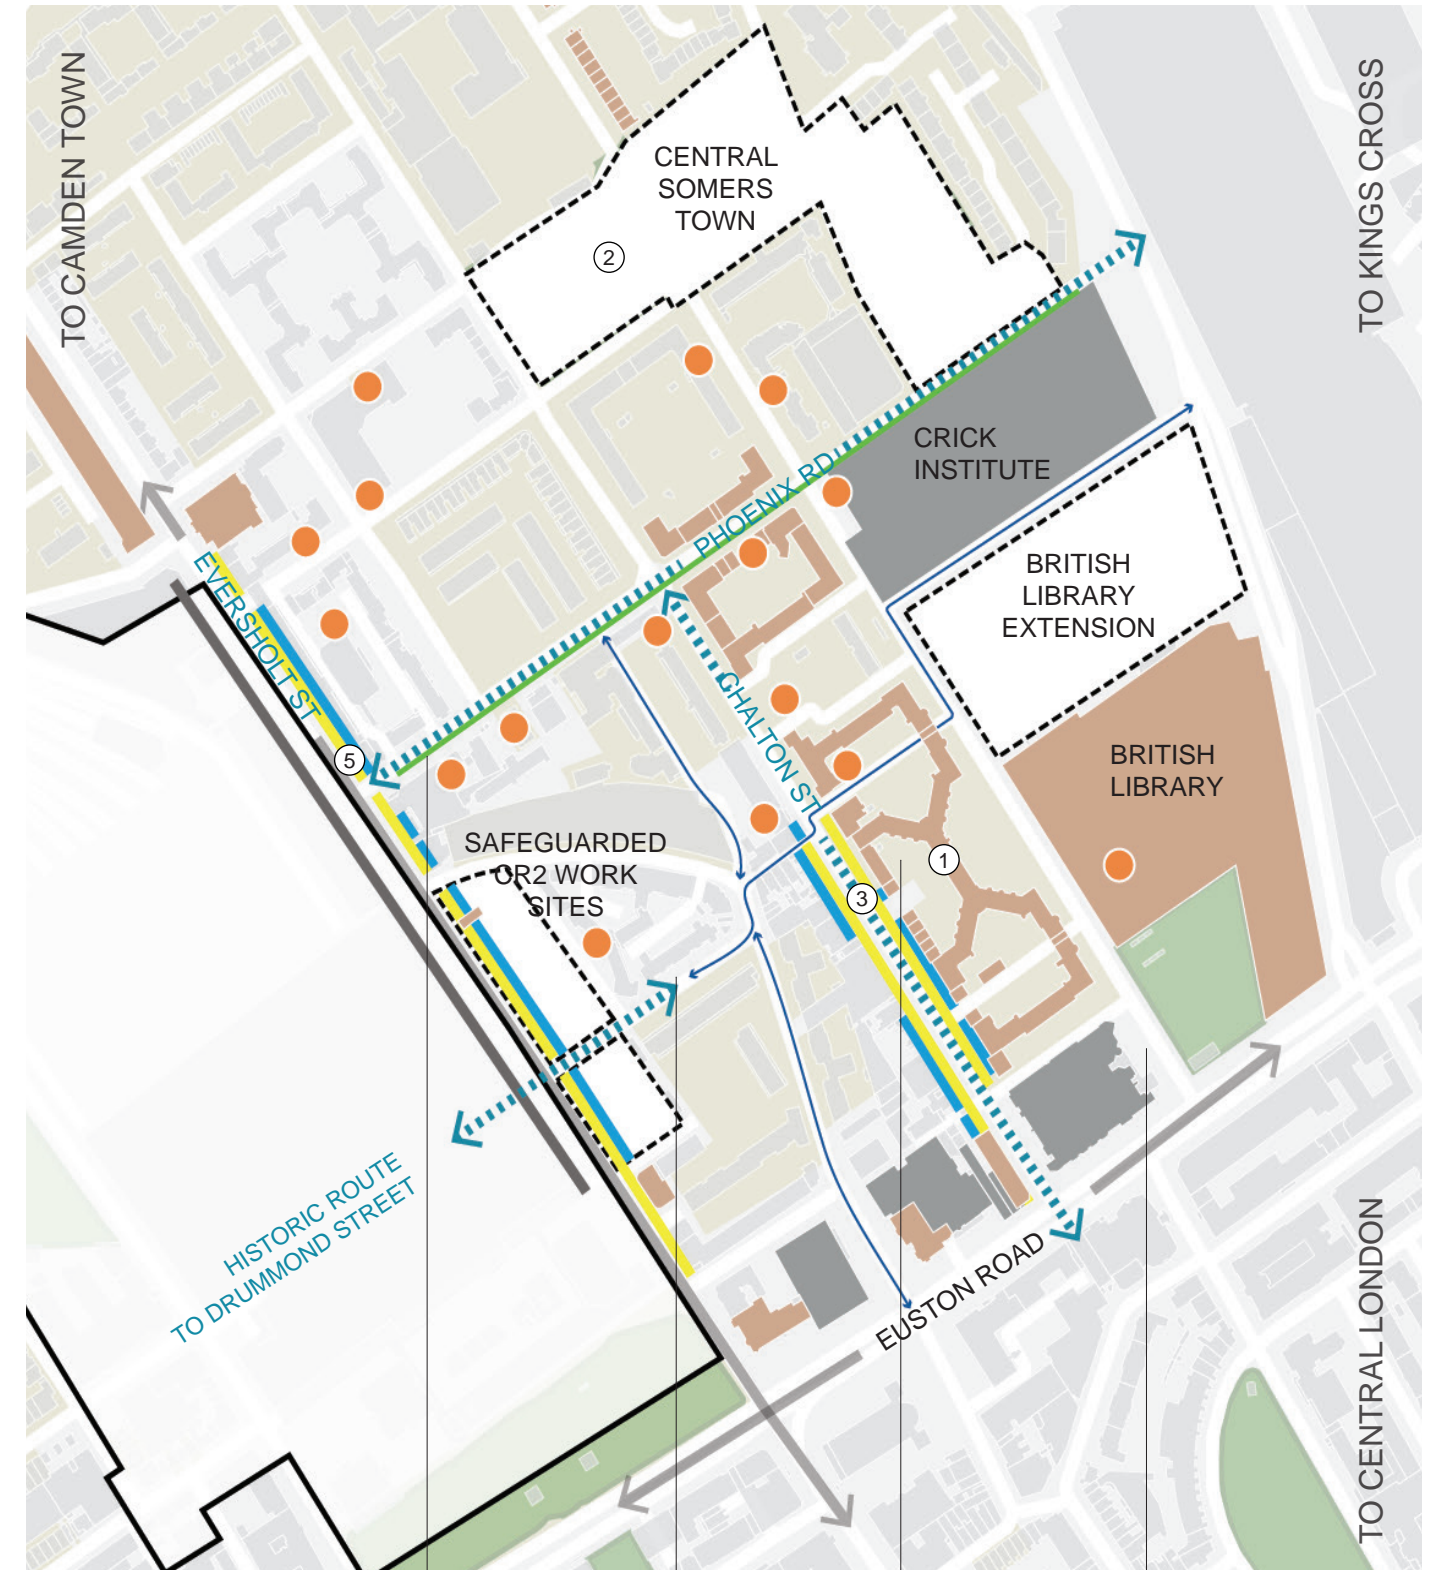 TO CAMDEN TOWN
TO KINGS CROSS
CENTRAL
SOMERS
TOWN
2
CRICK
INSTITUTE
PHOENIX RD
EVERSHOLT ST
BRITISH
LIBRARY
EXTENSION
CHALTON ST
5
BRITISH
LIBRARY
SAFEGUARDED
CR2 WORK
SITES
1
3
HISTORIC ROUTE
TO DRUMMOND STREET
EUSTON ROAD
TO CENTRAL LONDON